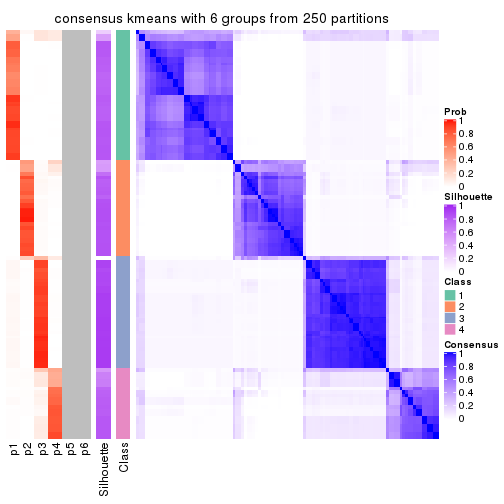 consensus kmeans with 6 groups from 250 partitions
Prob
1
0.8
0.6
0.4
0.2
0
Silhouette
1
0.8
0.6
0.4
0.2
0
Class
1
2
3
4
Consensus
1
0.8
0.6
0.4
0.2
0
p1
p2
p3
p4
p5
p6
Silhouette
Class